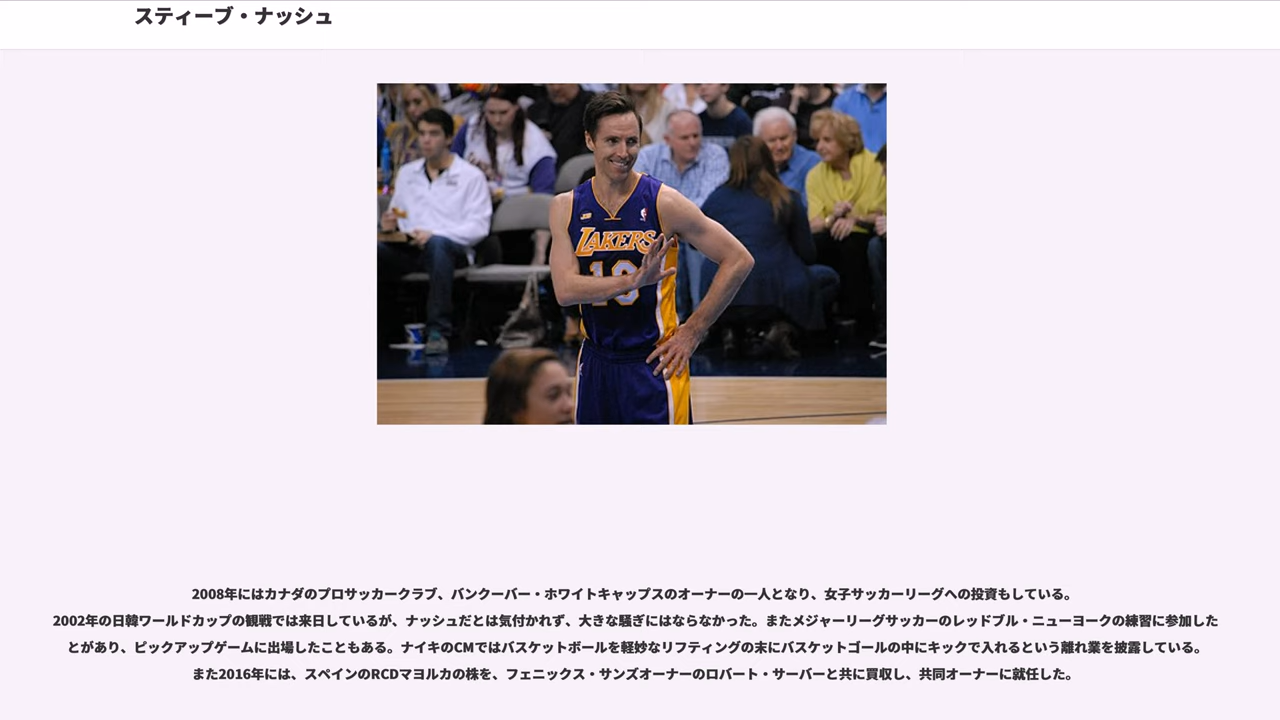 スティーブ・ナッシュ
LAKERS
10
2008年にはカナダのプロサッカークラブ、バンクーバー・ホワイトキャップスのオーナーの一人となり、女子サッカーリーグへの投資もしている。
2002年の日韓ワールドカップの観戦では来日しているが、ナッシュだとは気付かれず、大きな騒ぎにはならなかった。またメジャーリーグサッカーのレッドブル・ニューヨークの練習に参加した
とがあり、ピックアップゲームに出場したこともある。ナイキのCMではバスケットボールを軽妙なリフティングの末にバスケットゴールの中にキックで入れるという離れ業を披露している。
また2016年には、スペインのRCDマヨルカの株を、フェニックス・サンズオーナーのロバート・サーバーと共に買収し、共同オーナーに就任した。